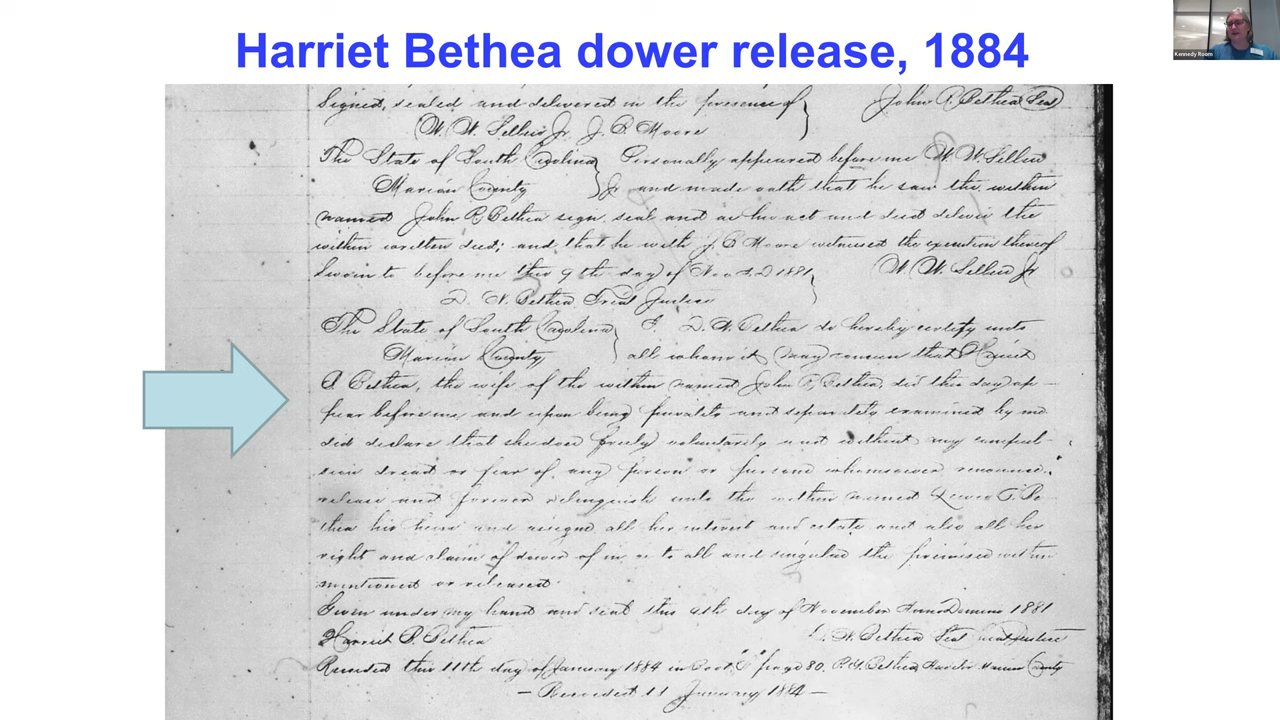 Harriet Bethea dower release, 1884
Kennedy Room
Signed, sealed and delivered in the presence of } John P. Bethea Seal
W. W. Sellers Jr. J. B. Moore
The State of South Carolina } Personally appeared before me W. W. Sellers
Marion County } Jr and made oath that he saw the within
named John P. Bethea sign, seal and as his act and deed deliver the
within written deed; and that he with J. B Moore witnessed the execution thereof
Sworn to before me this 9th day of Nov A.D 1881 } W. W. Sellers Jr
D. W. Bethea Trial Justice
The State of South Carolina } I, D. W. Bethea do hereby certify unto
Marion County } all whom it may concern that Harriet
A Bethea, the wife of the within named John P. Bethea, did this day ap-
pear before me, and upon being privately and separately examined by me
did declare that she does freely, voluntarily and without any compul-
sion dread or fear of any person or persons whomsoever renounce,
release and forever relinquish unto the within named Lewis T. Be-
thea his heirs and assigns all her interest and estate and also all her
right and claim of dower of in or to all and singular the premises within
mentioned or released
Given under my hand and seal this 9th day of November Anno Domini 1881
Harriet P. Bethea D. W. Bethea Seal Trial Justice
Recorded this 11th day of January 1884 in page 80. P. Y. Bethea, Marion County
— Recorded 11 January 1884 —